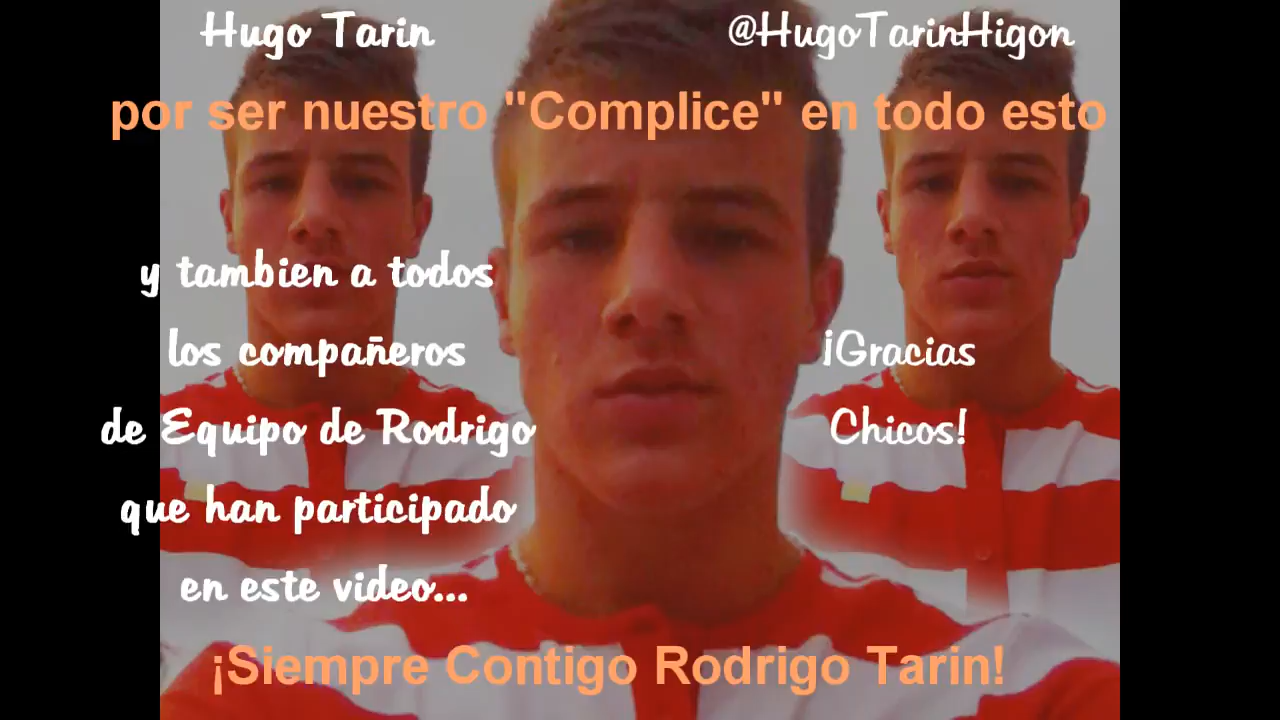 Hugo Tarin @HugoTarinHigon
por ser nuestro "Complice" en todo esto
y tambien a todos
los compañeros
de Equipo de Rodrigo
que han participado
en este video...
¡Gracias
Chicos!
¡Siempre Contigo Rodrigo Tarin!